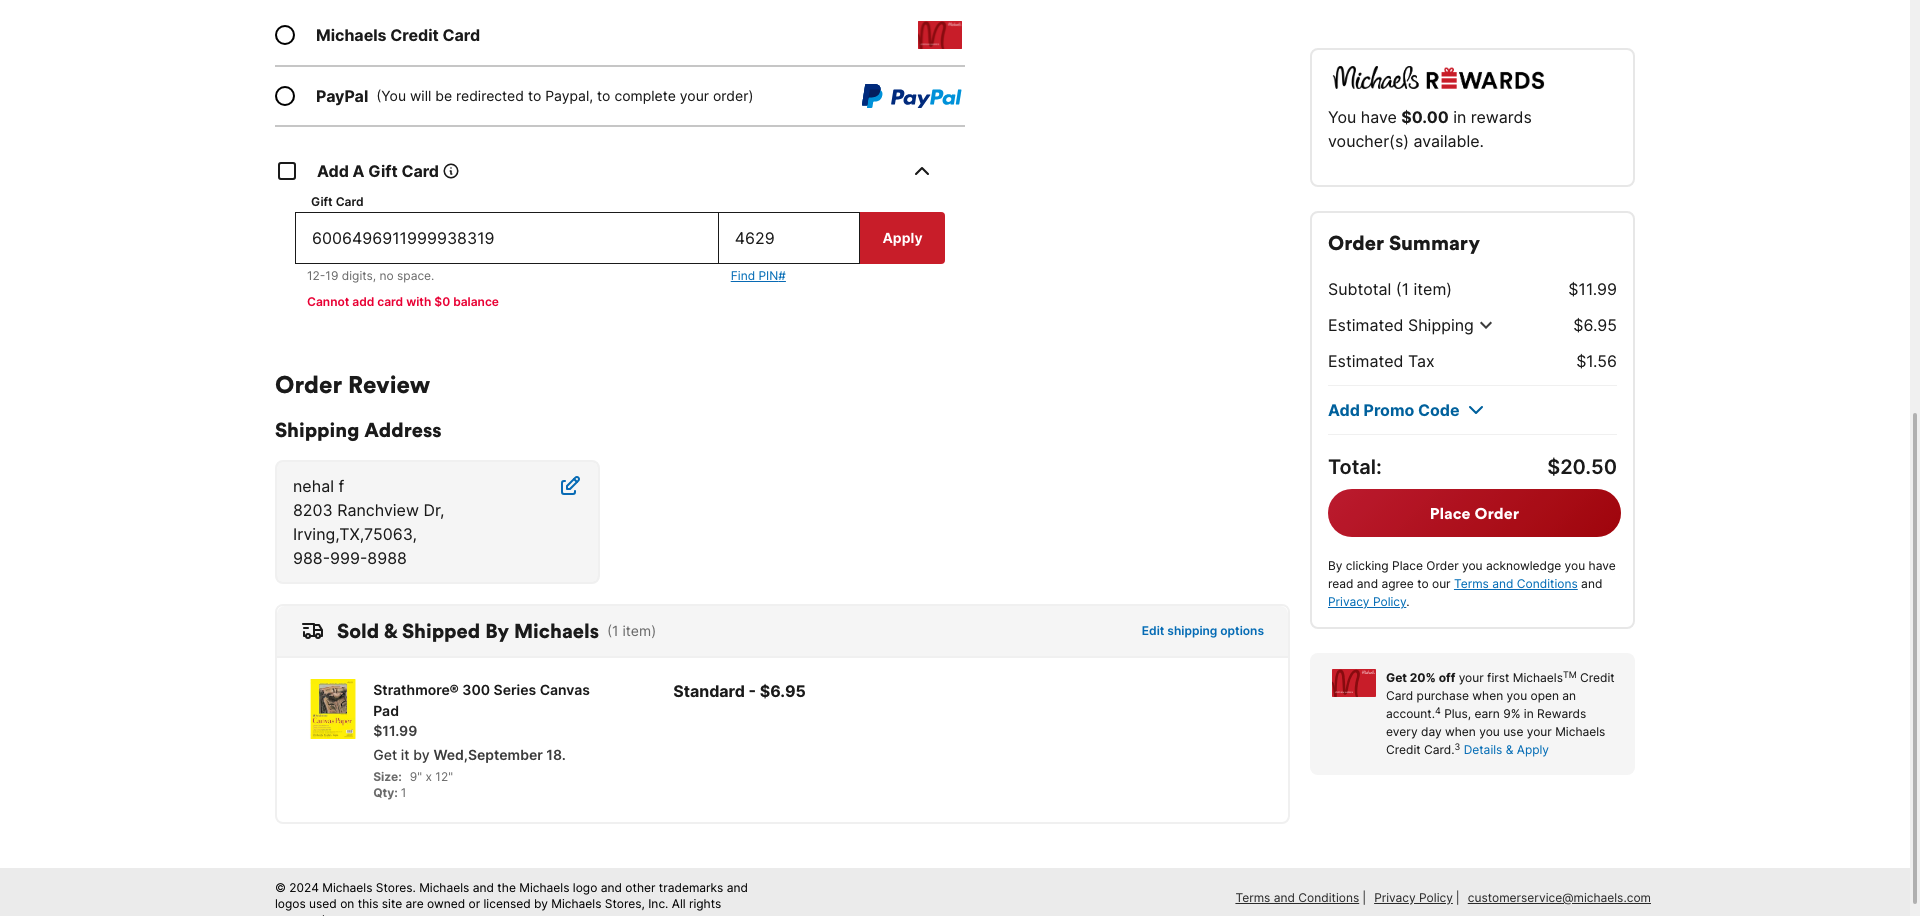 Michaels Credit Card
PayPal (You will be redirected to Paypal, to complete your order)
PayPal
Add A Gift Card
Gift Card
6006496911999938319
4629
Apply
12-19 digits, no space.
Find PIN#
Cannot add card with $0 balance
Order Review
Shipping Address
nehal f
8203 Ranchview Dr,
Irving,TX,75063,
988-999-8988
Sold & Shipped By Michaels (1 item)
Edit shipping options
Strathmore® 300 Series Canvas
Pad
$11.99
Get it by Wed,September 18.
Size: 9" x 12"
Qty: 1
Standard - $6.95
Canvas Paper
Michaels REWARDS
You have $0.00 in rewards
voucher(s) available.
Order Summary
Subtotal (1 item) $11.99
Estimated Shipping $6.95
Estimated Tax $1.56
Add Promo Code
Total: $20.50
Place Order
By clicking Place Order you acknowledge you have
read and agree to our Terms and Conditions and
Privacy Policy.
Get 20% off your first Michaels™ Credit
Card purchase when you open an
account.⁴ Plus, earn 9% in Rewards
every day when you use your Michaels
Credit Card.³ Details & Apply
© 2024 Michaels Stores. Michaels and the Michaels logo and other trademarks and
logos used on this site are owned or licensed by Michaels Stores, Inc. All rights
Terms and Conditions | Privacy Policy | customerservice@michaels.com